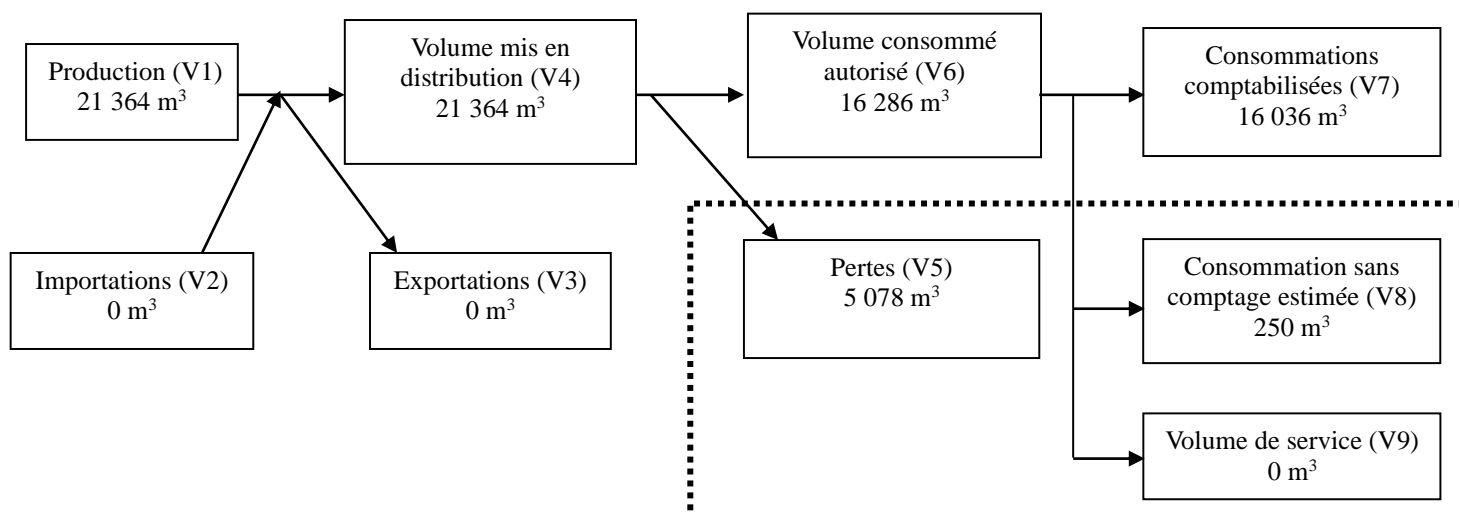 Production (V1)
21 364 m³
Volume mis en
distribution (V4)
21 364 m³
Volume consommé
autorisé (V6)
16 286 m³
Consommations
comptabilisées (V7)
16 036 m³
Importations (V2)
0 m³
Exportations (V3)
0 m³
Pertes (V5)
5 078 m³
Consommation sans
comptage estimée (V8)
250 m³
Volume de service (V9)
0 m³